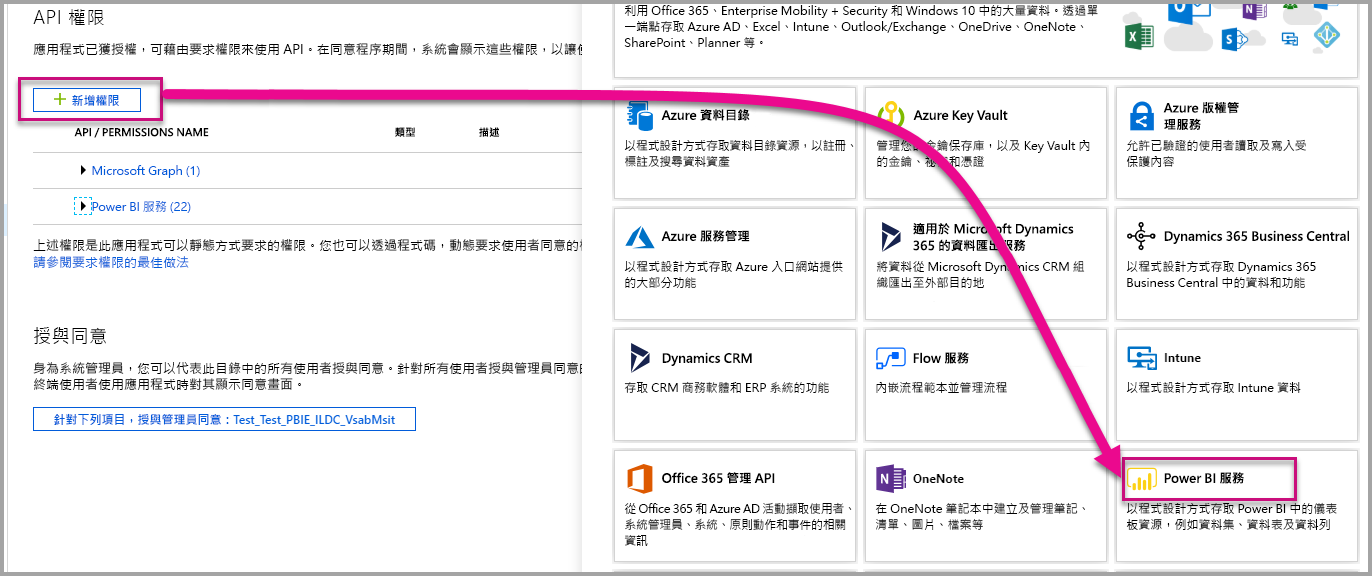 API 權限
應用程式已獲授權，可藉由要求權限來使用 API。在同意程序期間，系統會顯示這些權限，以讓使
新增權限
API / PERMISSIONS NAME
類型
描述
Microsoft Graph (1)
Power BI 服務 (22)
上述權限是此應用程式可以靜態方式要求的權限。您也可以透過程式碼，動態要求使用者同意的
請參閱要求權限的最佳做法
授與同意
身為系統管理員，您可以代表此目錄中的所有使用者授與同意。針對所有使用者授與管理員同意
終端使用者使用應用程式時對其顯示同意畫面。
針對下列項目，授與管理員同意：Test_Test_PBIE_ILDC_VsabMsit
利用 Office 365、Enterprise Mobility + Security 和 Windows 10 中的大量資料。透過單
一端點存取 Azure AD、Excel、Intune、Outlook/Exchange、OneDrive、OneNote、
SharePoint、Planner 等。
Azure 資料目錄
以程式設計方式存取資料目錄資源，以註冊、
標註及搜尋資料資產
Azure Key Vault
管理您的金鑰保存庫，以及 Key Vault 內
的金鑰、祕密和憑證
Azure 版權管
理服務
允許已驗證的使用者讀取及寫入受
保護內容
Azure 服務管理
以程式設計方式存取 Azure 入口網站提供
的大部分功能
適用於 Microsoft Dynamics
365 的資料匯出服務
將資料從 Microsoft Dynamics CRM 組
織匯出至外部目的地
Dynamics 365 Business Central
以程式設計方式存取 Dynamics 365
Business Central 中的資料和功能
Dynamics CRM
存取 CRM 商務軟體和 ERP 系統的功能
Flow 服務
內嵌流程範本並管理流程
Intune
以程式設計方式存取 Intune 資料
Office 365 管理 API
從 Office 365 和 Azure AD 活動擷取使用者、
系統管理員、系統、原則動作和事件的相關
資訊
OneNote
在 OneNote 筆記本中建立及管理筆記、
清單、圖片、檔案等
Power BI 服務
以程式設計方式存取 Power BI 中的儀表
板資源，例如資料集、資料表及資料列